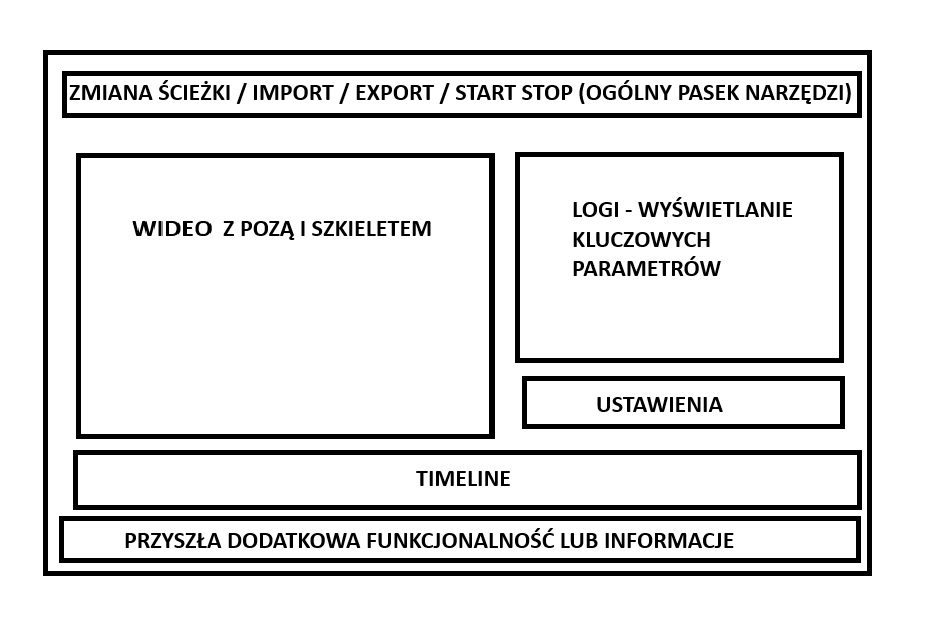 ZMIANA ŚCIEŻKI / IMPORT / EXPORT / START STOP (OGÓLNY PASEK NARZĘDZI)
WIDEO Z POZĄ I SZKIELETEM
LOGI - WYŚWIETLANIE
KLUCZOWYCH
PARAMETRÓW
USTAWIENIA
TIMELINE
PRZYSZŁA DODATKOWA FUNKCJONALNOŚĆ LUB INFORMACJE